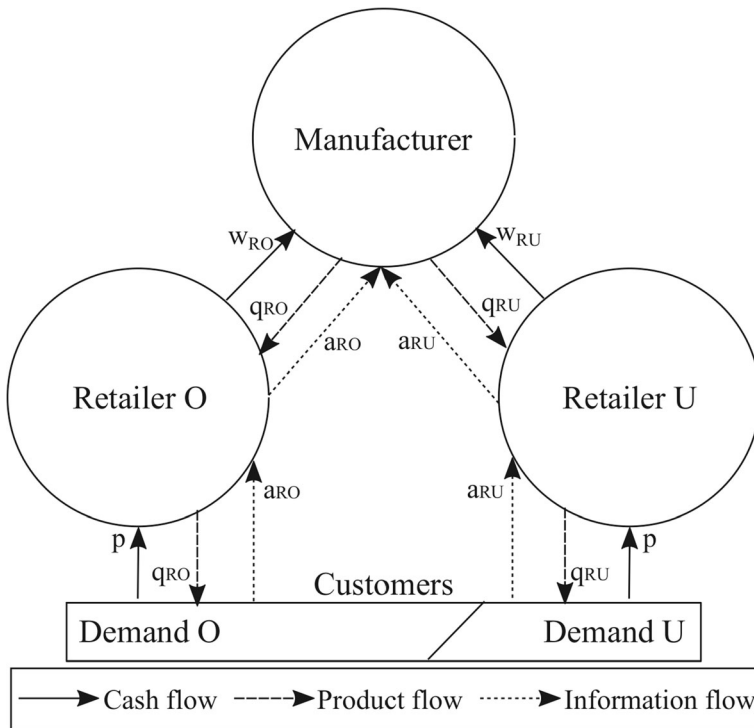 Manufacturer
wRO
wRU
qRO
qRU
aRO
aRU
Retailer O
Retailer U
aRO
aRU
p
p
qRO
qRU
Customers
Demand O
Demand U
Cash flow
Product flow
Information flow